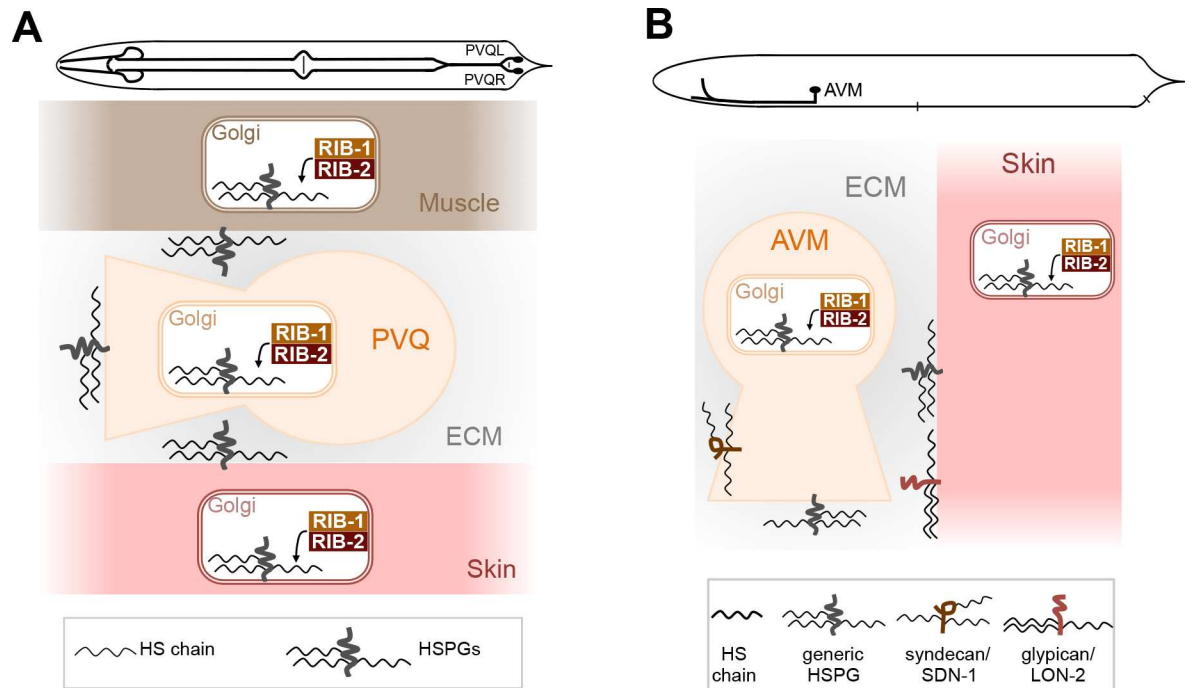 A
PVQL
PVQR
Golgi
RIB-1
RIB-2
Muscle
Golgi
RIB-1
RIB-2
PVQ
ECM
Golgi
RIB-1
RIB-2
Skin
HS chain
HSPGs
B
AVM
Skin
ECM
AVM
Golgi
RIB-1
RIB-2
Golgi
RIB-1
RIB-2
HS
chain
generic
HSPG
syndecan/
SDN-1
glypican/
LON-2